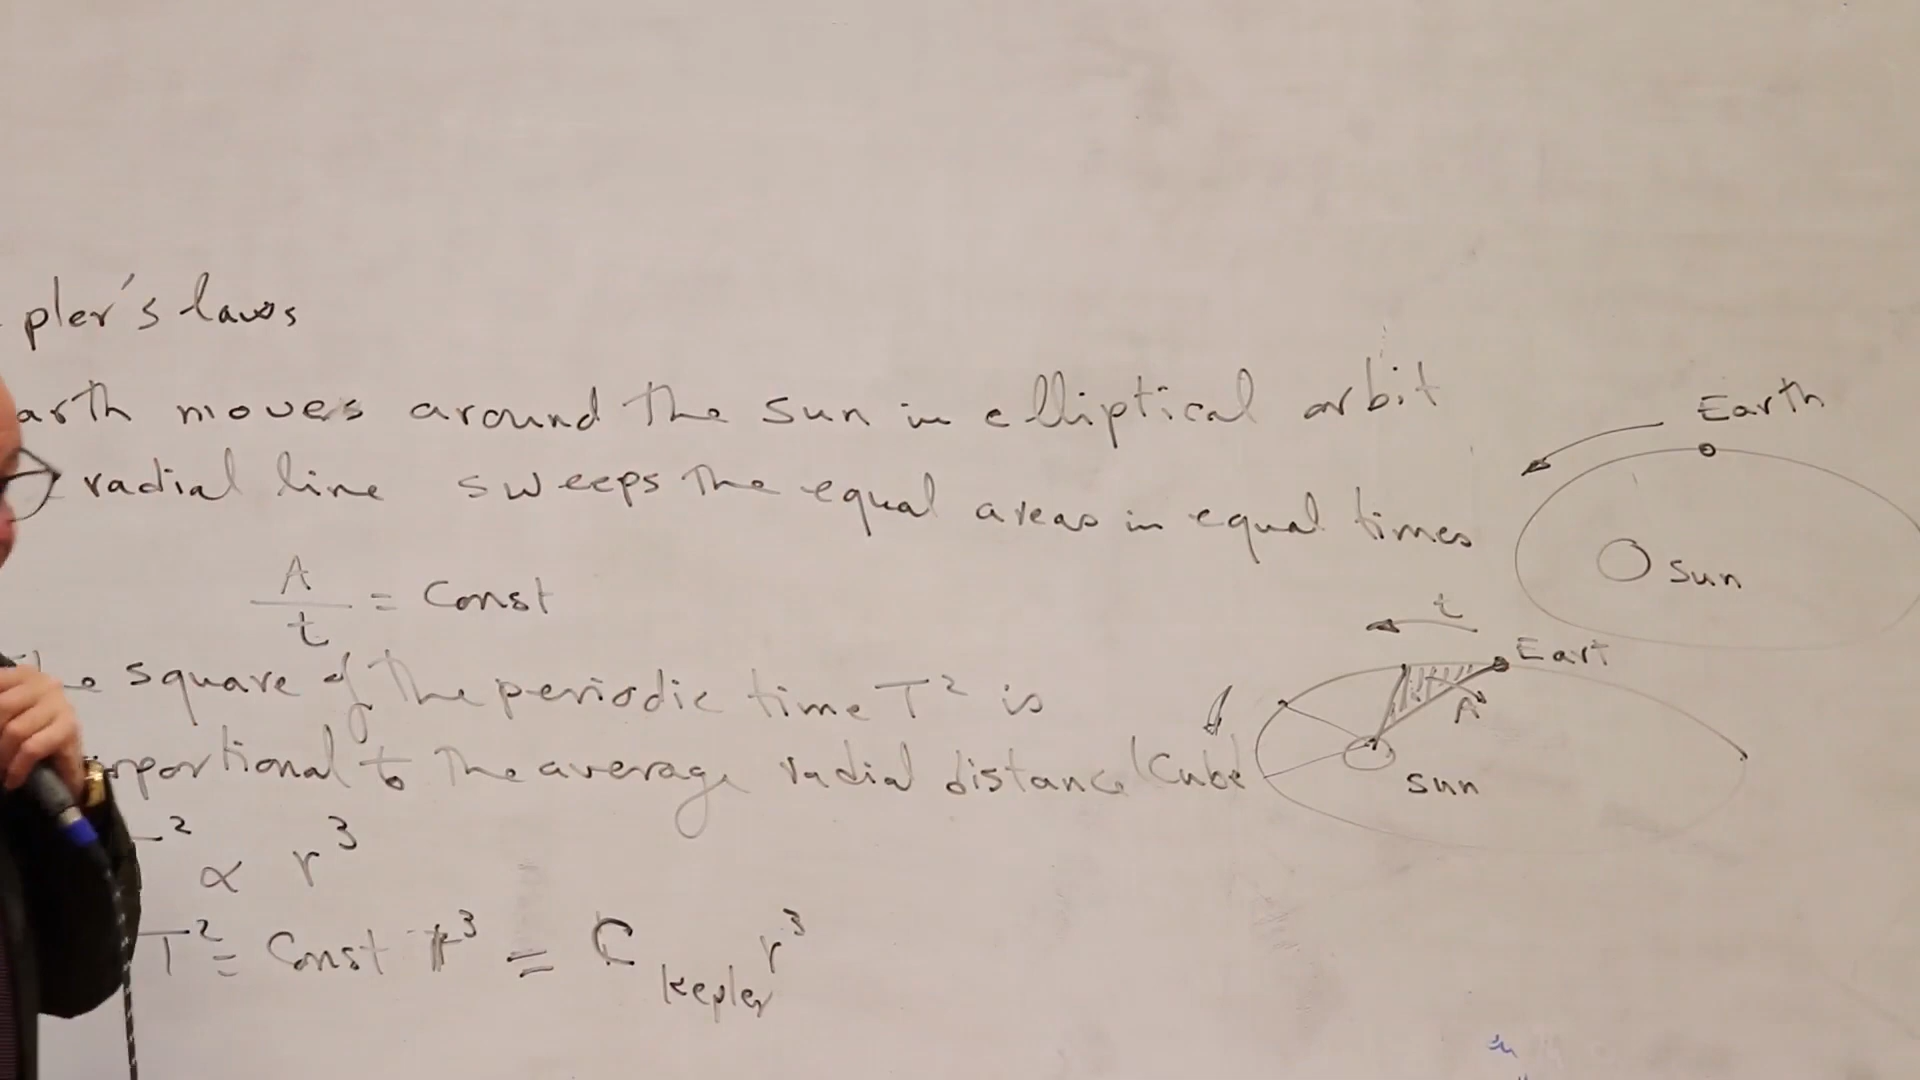 pler's laws
arth moves around the sun in elliptical orbit
radial line sweeps the equal areas in equal times
A/t = Const
square of the periodic time T² is
portional to the average radial distance (Cube)
² ∝ r³
T² = Const r³ = C kepler r³
Earth
Sun
t
Eart
A
Sun